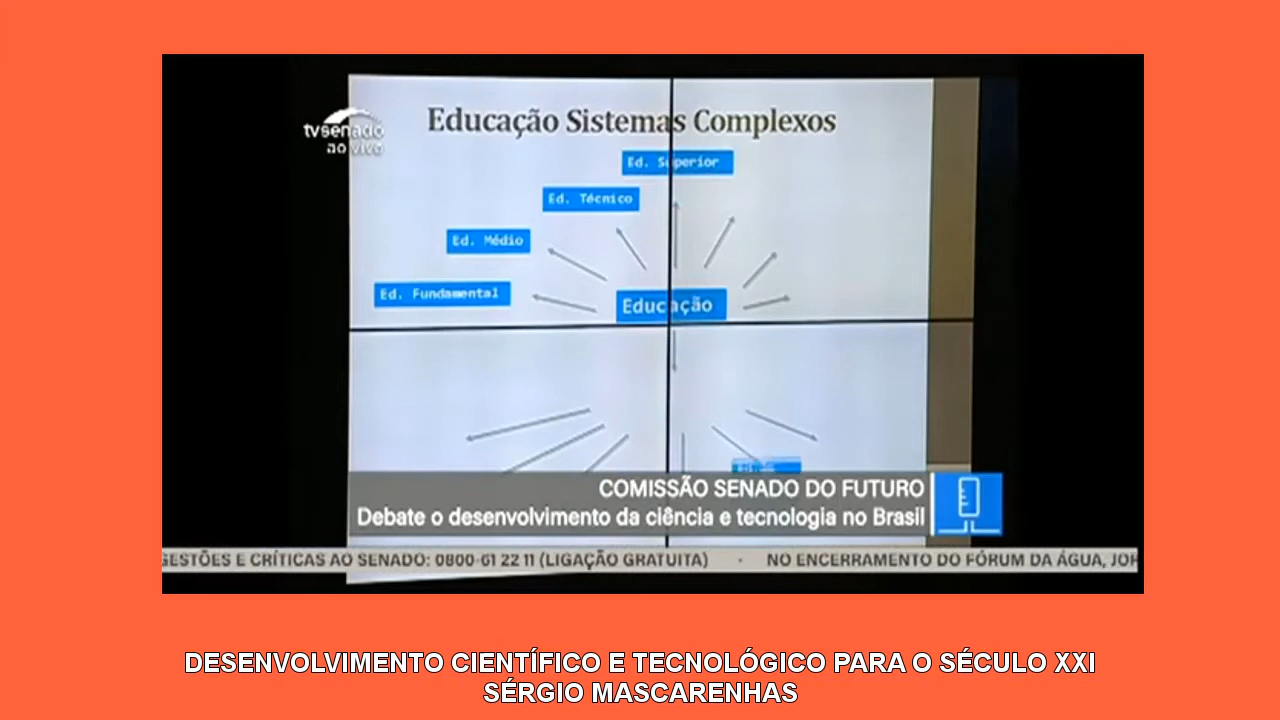 Educação Sistemas Complexos
tvsenado
ao vivo
Ed. Superior
Ed. Técnico
Ed. Médio
Ed. Fundamental
Educação
COMISSÃO SENADO DO FUTURO
Debate o desenvolvimento da ciência e tecnologia no Brasil
GESTÕES E CRÍTICAS AO SENADO: 0800-61 22 11 (LIGAÇÃO GRATUITA) · NO ENCERRAMENTO DO FÓRUM DA ÁGUA,
DESENVOLVIMENTO CIENTÍFICO E TECNOLÓGICO PARA O SÉCULO XXI
SÉRGIO MASCARENHAS